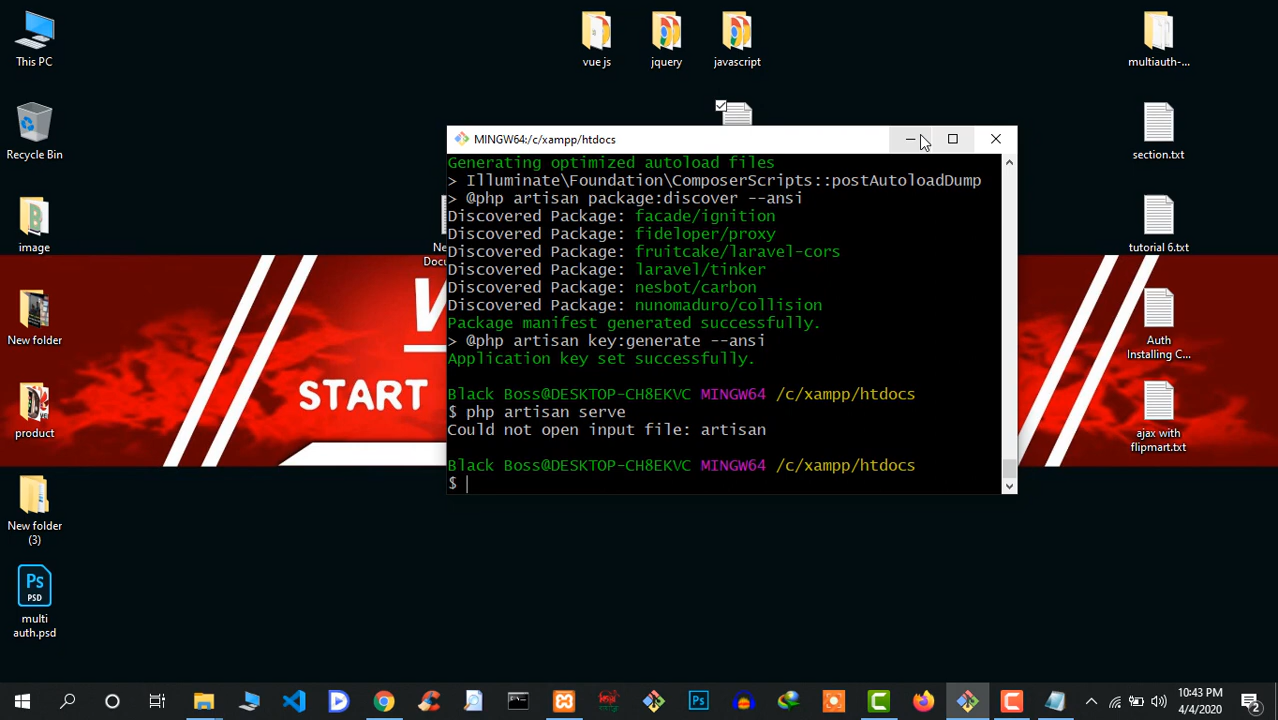 This PC
vue js
jquery
javascript
multiauth-...
Recycle Bin
section.txt
image
tutorial 6.txt
New folder
Auth
Installing C...
product
ajax with
flipmart.txt
New folder
(3)
Ps
PSD
multi
auth.psd
Ne
Docu
START
MINGW64:/c/xampp/htdocs
Generating optimized autoload files
> Illuminate\Foundation\ComposerScripts::postAutoloadDump
> @php artisan package:discover --ansi
Discovered Package: facade/ignition
Discovered Package: fideloper/proxy
Discovered Package: fruitcake/laravel-cors
Discovered Package: laravel/tinker
Discovered Package: nesbot/carbon
Discovered Package: nunomaduro/collision
Package manifest generated successfully.
> @php artisan key:generate --ansi
Application key set successfully.
Black Boss@DESKTOP-CH8EKVC MINGW64 /c/xampp/htdocs
$ php artisan serve
Could not open input file: artisan
Black Boss@DESKTOP-CH8EKVC MINGW64 /c/xampp/htdocs
$
Ps
10:43 PM
4/4/2020
2